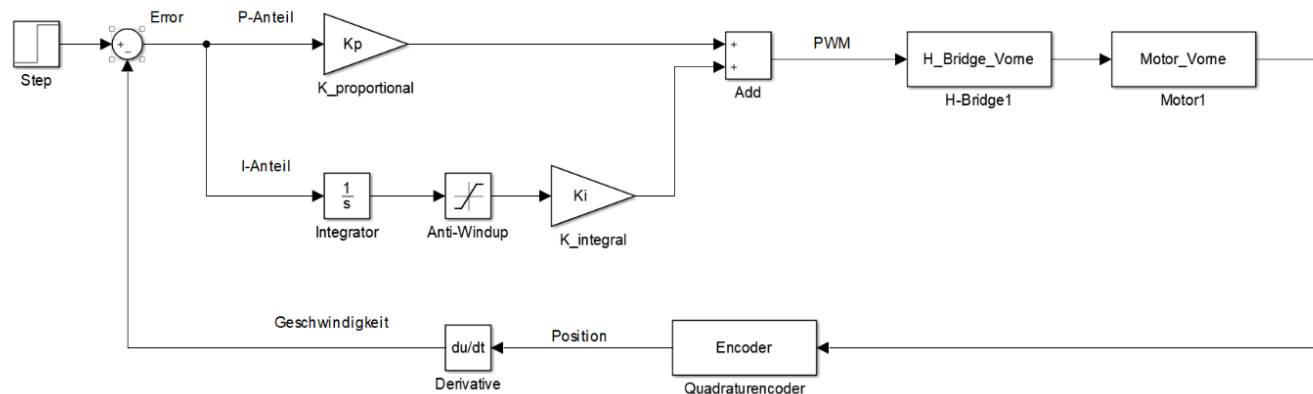 Error
P-Anteil
PWM
+
−
Step
Kp
K_proportional
+
+
Add
H_Bridge_Vorne
H-Bridge1
Motor_Vorne
Motor1
I-Anteil
1
s
Integrator
Anti-Windup
Ki
K_integral
Geschwindigkeit
Position
du/dt
Derivative
Encoder
Quadraturencoder